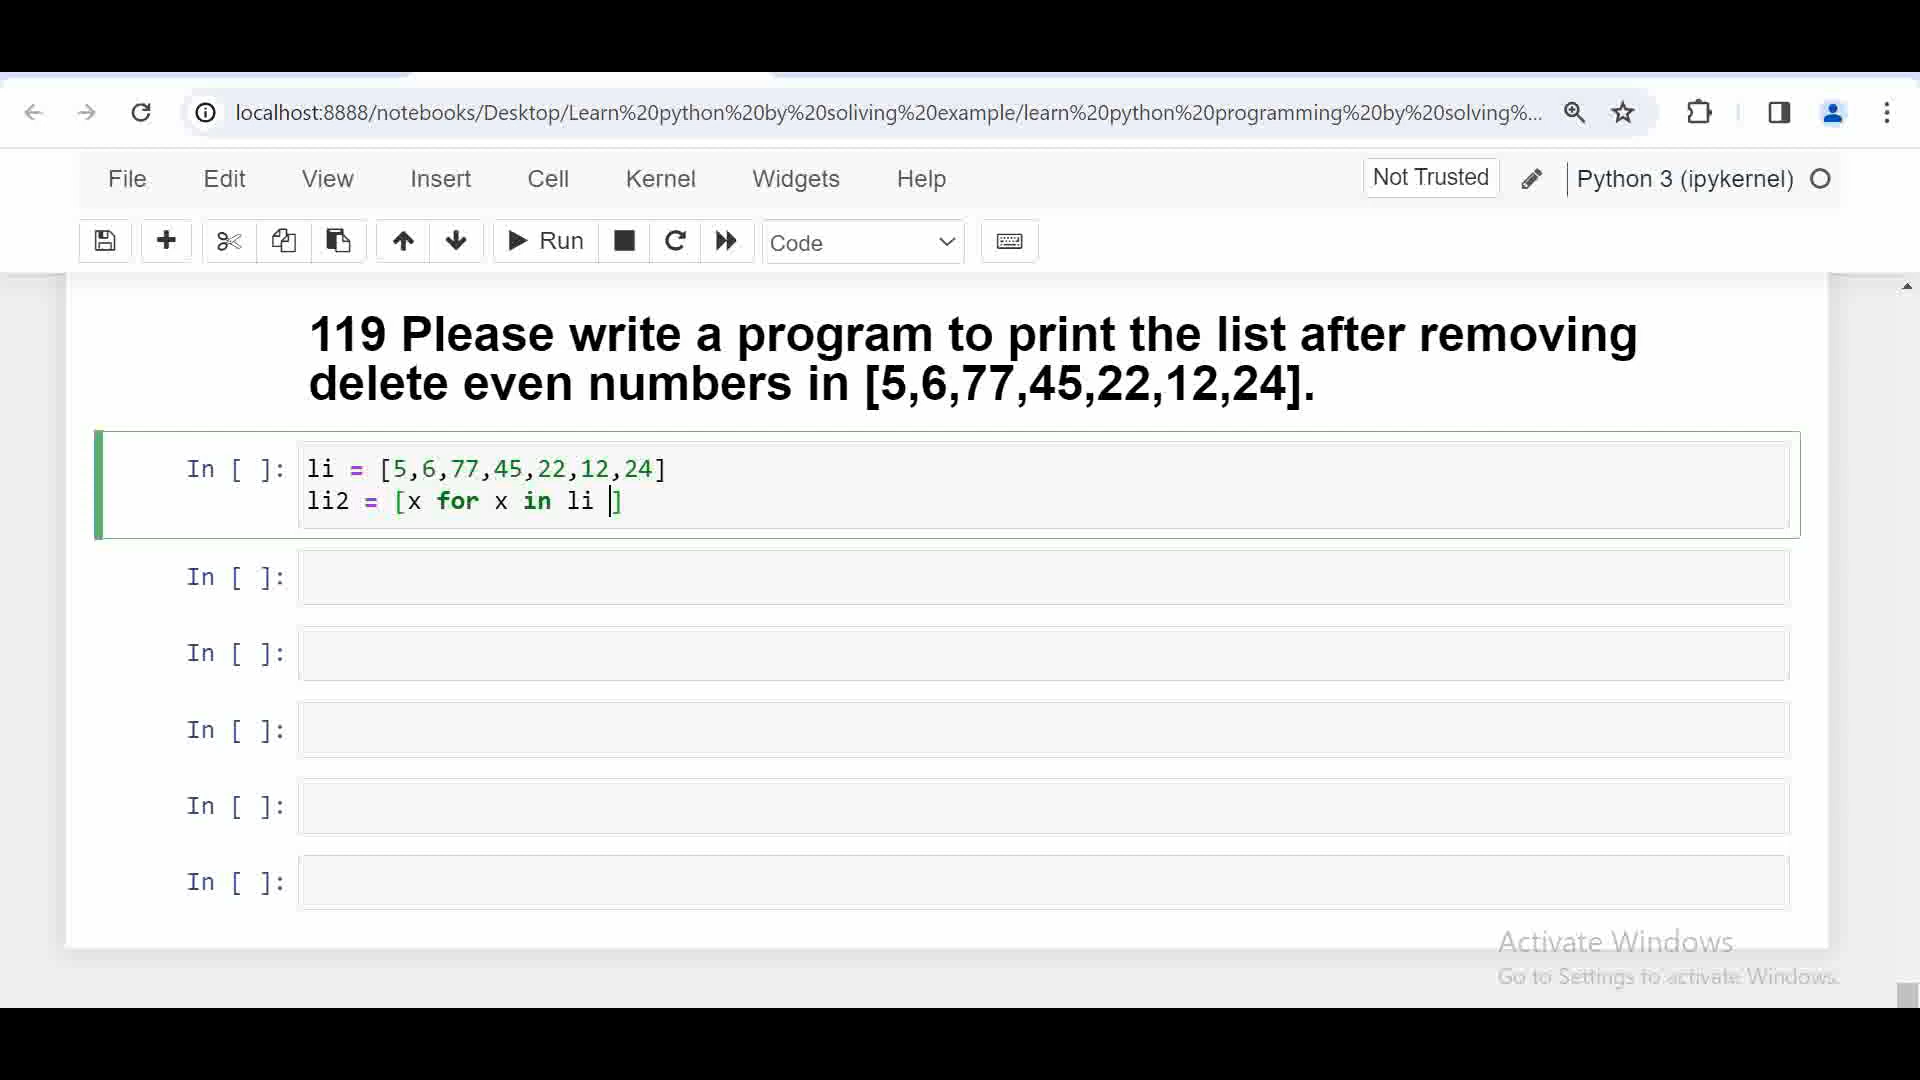 localhost:8888/notebooks/Desktop/Learn%20python%20by%20soliving%20example/learn%20python%20programming%20by%20solving%...
File Edit View Insert Cell Kernel Widgets Help Not Trusted Python 3 (ipykernel)
Run Code
119 Please write a program to print the list after removing
delete even numbers in [5,6,77,45,22,12,24].
In [ ]: li = [5,6,77,45,22,12,24]
li2 = [x for x in li ]
In [ ]:
In [ ]:
In [ ]:
In [ ]:
In [ ]:
Activate Windows
Go to Settings to activate Windows.